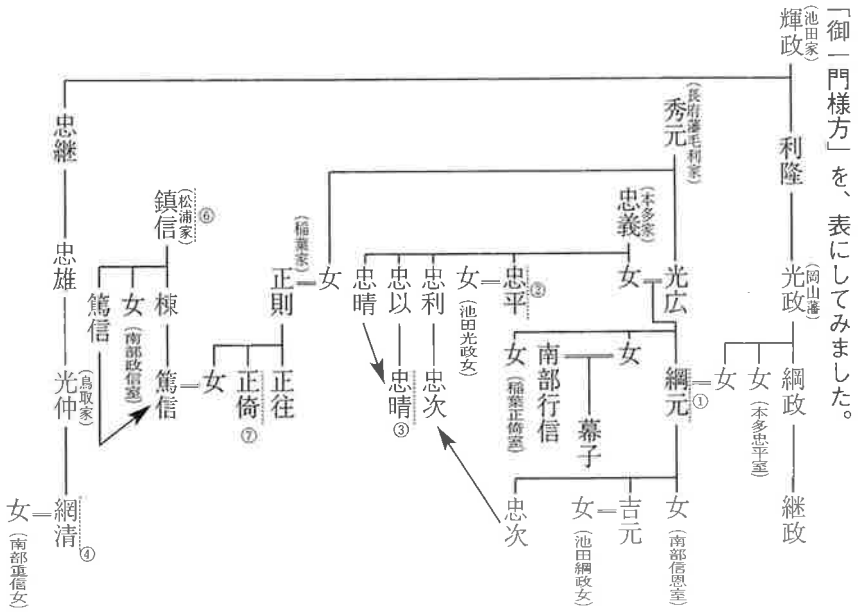 「御一門様方」を、表にしてみました。
輝政
(池田家)
利隆
光政
(岡山藩)
綱政
継政
女
(本多忠平室)
女
秀元
(長府藩毛利家)
光広
綱元
①
女
(南部信恩室)
吉元
女
(池田綱政女)
忠次
女
南部行信
幕子
女
(稲葉正倚室)
忠義
(本多家)
女
忠平
②
女
(池田光政女)
忠利
忠次
忠以
忠晴
③
忠晴
女
正則
(稲葉家)
正往
正倚
⑦
女
鎮信
(松浦家)
⑥
棟
篤信
女
(南部政信室)
篤信
忠継
忠雄
光仲
(鳥取家)
網清
④
女
(南部重信女)